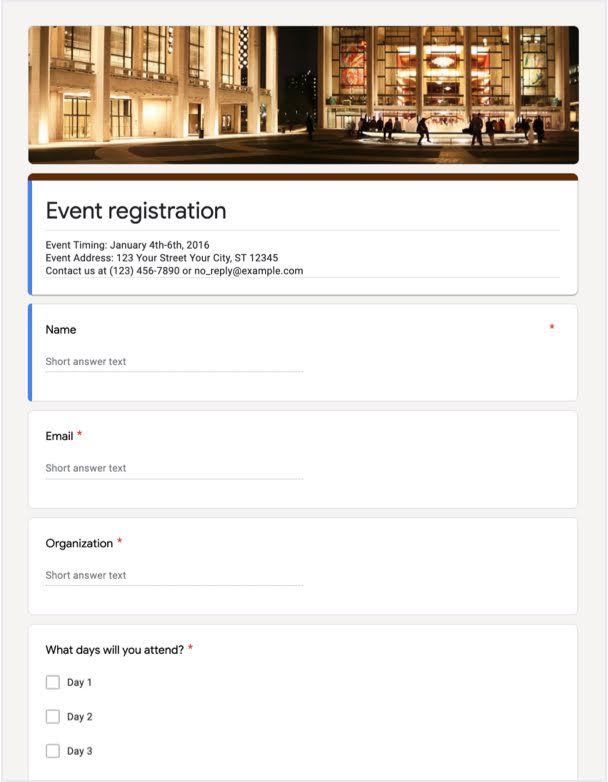 Event registration
Event Timing: January 4th-6th, 2016
Event Address: 123 Your Street Your City, ST 12345
Contact us at (123) 456-7890 or no_reply@example.com
Name *
Short answer text
Email *
Short answer text
Organization *
Short answer text
What days will you attend? *
Day 1
Day 2
Day 3